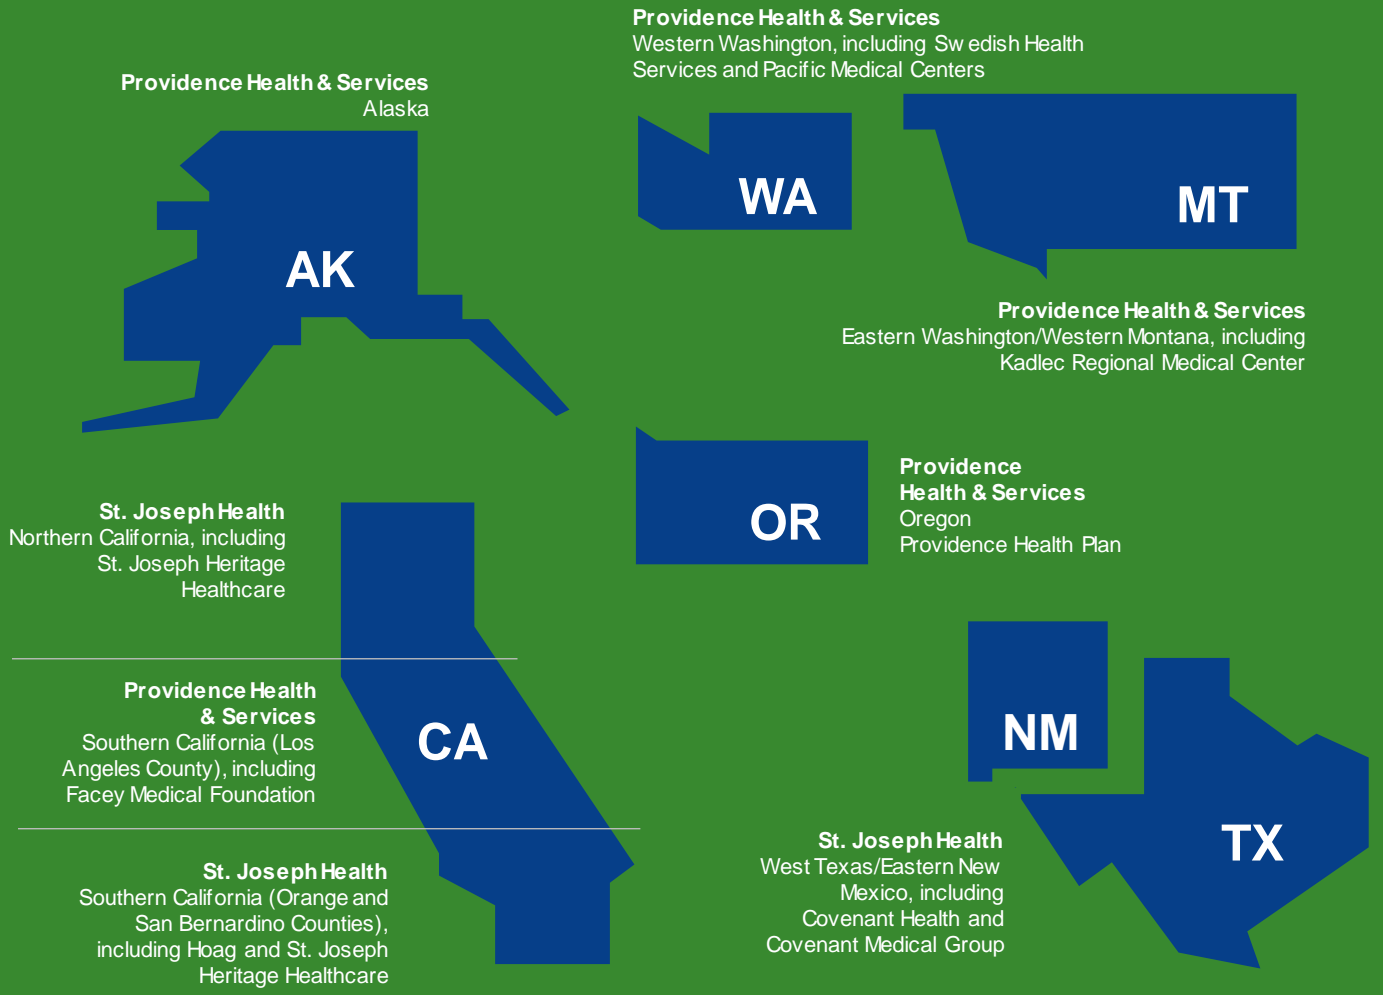 Providence Health & Services
Alaska
AK
Providence Health & Services
Western Washington, including Swedish Health
Services and Pacific Medical Centers
WA
MT
Providence Health & Services
Eastern Washington/Western Montana, including
Kadlec Regional Medical Center
OR
Providence
Health & Services
Oregon
Providence Health Plan
St. Joseph Health
Northern California, including
St. Joseph Heritage
Healthcare
Providence Health
& Services
Southern California (Los
Angeles County), including
Facey Medical Foundation
CA
St. Joseph Health
Southern California (Orange and
San Bernardino Counties),
including Hoag and St. Joseph
Heritage Healthcare
NM
TX
St. Joseph Health
West Texas/Eastern New
Mexico, including
Covenant Health and
Covenant Medical Group